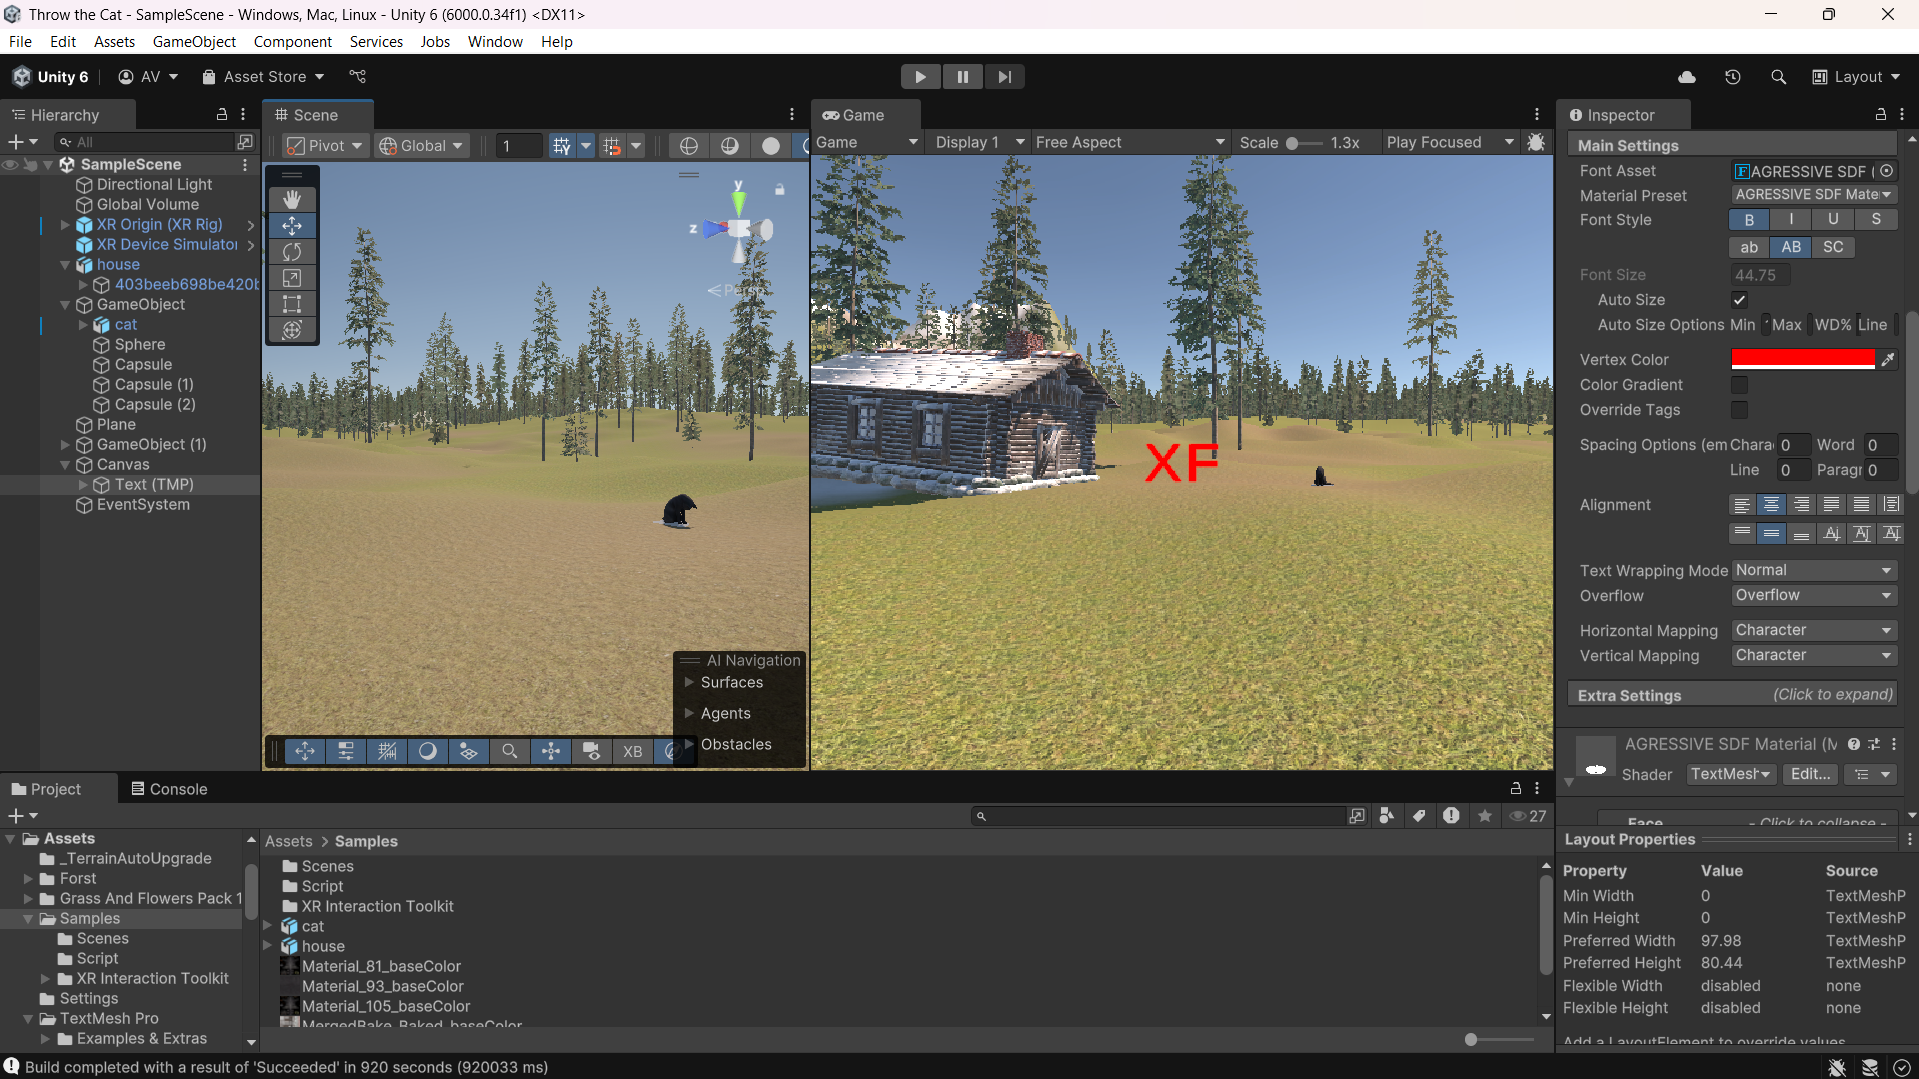 Throw the Cat - SampleScene - Windows, Mac, Linux - Unity 6 (6000.0.34f1) <DX11>
File Edit Assets GameObject Component Services Jobs Window Help
Unity 6 AV Asset Store Layout
Hierarchy
All
SampleScene
Directional Light
Global Volume
XR Origin (XR Rig)
XR Device Simulator
house
403beeb698be420b
GameObject
cat
Sphere
Capsule
Capsule (1)
Capsule (2)
Plane
GameObject (1)
Canvas
Text (TMP)
EventSystem
Scene
Pivot Global 1
y
z
Persp
AI Navigation
Surfaces
Agents
Obstacles
XB
Game
Game Display 1 Free Aspect Scale 1.3x Play Focused
XF
Inspector
Main Settings
Font Asset F AGRESSIVE SDF (
Material Preset AGRESSIVE SDF Mate
Font Style B I U S
ab AB SC
Font Size 44.75
Auto Size
Auto Size Options Min Max WD% Line
Vertex Color
Color Gradient
Override Tags
Spacing Options (em Chara 0 Word 0
Line 0 Paragr 0
Alignment
Text Wrapping Mode Normal
Overflow Overflow
Horizontal Mapping Character
Vertical Mapping Character
Extra Settings (Click to expand)
AGRESSIVE SDF Material (M
Shader TextMesh Edit...
Face - Click to collapse -
Layout Properties
Property Value Source
Min Width 0 TextMeshP
Min Height 0 TextMeshP
Preferred Width 97.98 TextMeshP
Preferred Height 80.44 TextMeshP
Flexible Width disabled none
Flexible Height disabled none
Add a LayoutElement to override values
Project Console
27
Assets
_TerrainAutoUpgrade
Forst
Grass And Flowers Pack 1
Samples
Scenes
Script
XR Interaction Toolkit
Settings
TextMesh Pro
Examples & Extras
Assets > Samples
Scenes
Script
XR Interaction Toolkit
cat
house
Material_81_baseColor
Material_93_baseColor
Material_105_baseColor
MergedBake_Baked_baseColor
Build completed with a result of 'Succeeded' in 920 seconds (920033 ms)